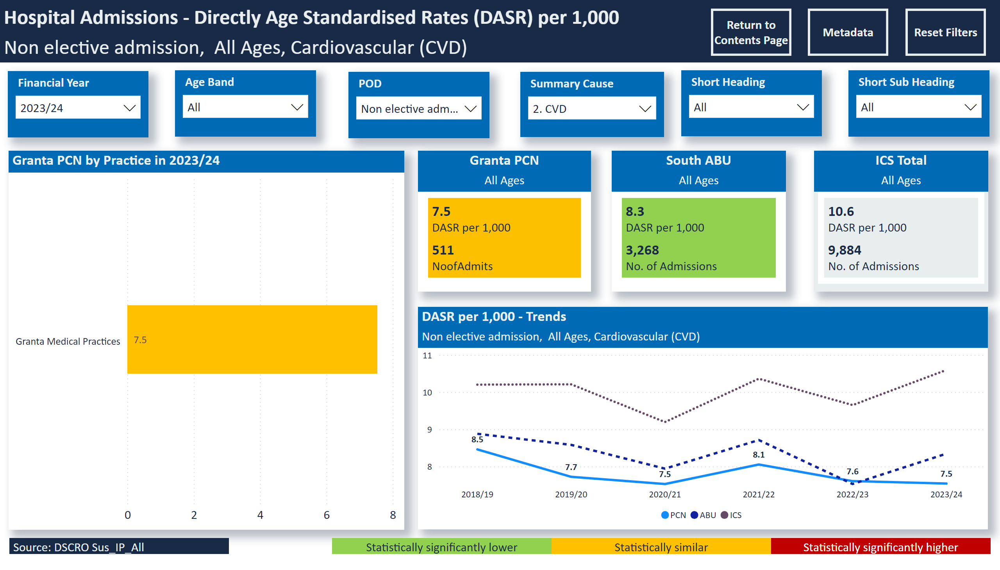 Hospital Admissions - Directly Age Standardised Rates (DASR) per 1,000
Non elective admission,  All Ages, Cardiovascular (CVD)
Return to
Contents Page
Metadata
Reset Filters
Financial Year
2023/24
Age Band
All
POD
Non elective adm...
Summary Cause
2. CVD
Short Heading
All
Short Sub Heading
All
Granta PCN by Practice in 2023/24
Granta Medical Practices
7.5
0 2 4 6 8
Granta PCN
All Ages
7.5
DASR per 1,000
511
NoofAdmits
South ABU
All Ages
8.3
DASR per 1,000
3,268
No. of Admissions
ICS Total
All Ages
10.6
DASR per 1,000
9,884
No. of Admissions
DASR per 1,000 - Trends
Non elective admission,  All Ages, Cardiovascular (CVD)
11
10
9
8
8.5
7.7
7.5
8.1
7.6
7.5
2018/19 2019/20 2020/21 2021/22 2022/23 2023/24
PCN ABU ICS
Source: DSCRO Sus_IP_All
Statistically significantly lower
Statistically similar
Statistically significantly higher